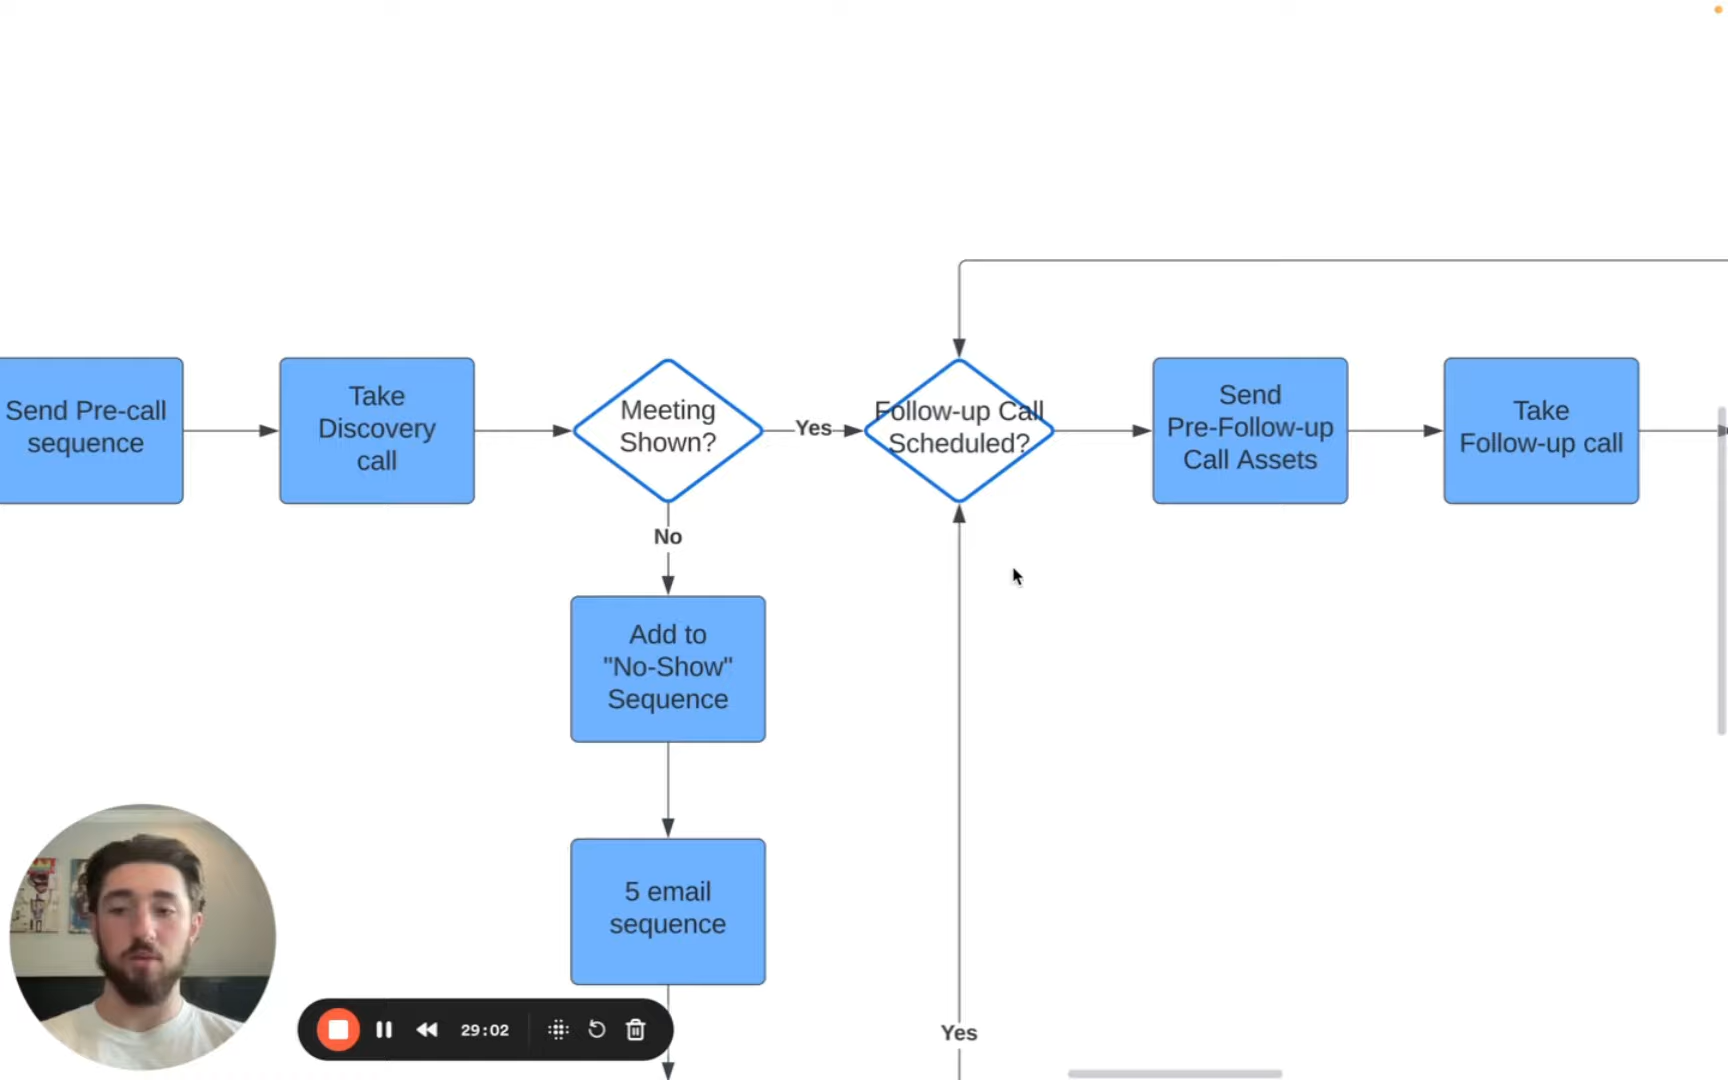 Send Pre-call
sequence
Take
Discovery
call
Meeting
Shown?
Yes
Follow-up Call
Scheduled?
Send
Pre-Follow-up
Call Assets
Take
Follow-up call
No
Add to
"No-Show"
Sequence
5 email
sequence
Yes
29:02